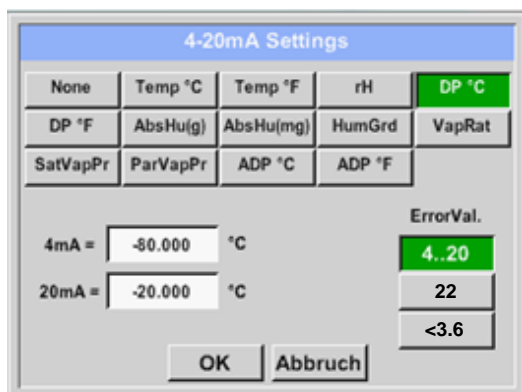 4-20mA Settings
None Temp °C Temp °F rH DP °C
DP °F AbsHu(g) AbsHu(mg) HumGrd VapRat
SatVapPr ParVapPr ADP °C ADP °F
ErrorVal.
4mA = -80.000 °C 4..20
20mA = -20.000 °C 22
<3.6
OK Abbruch